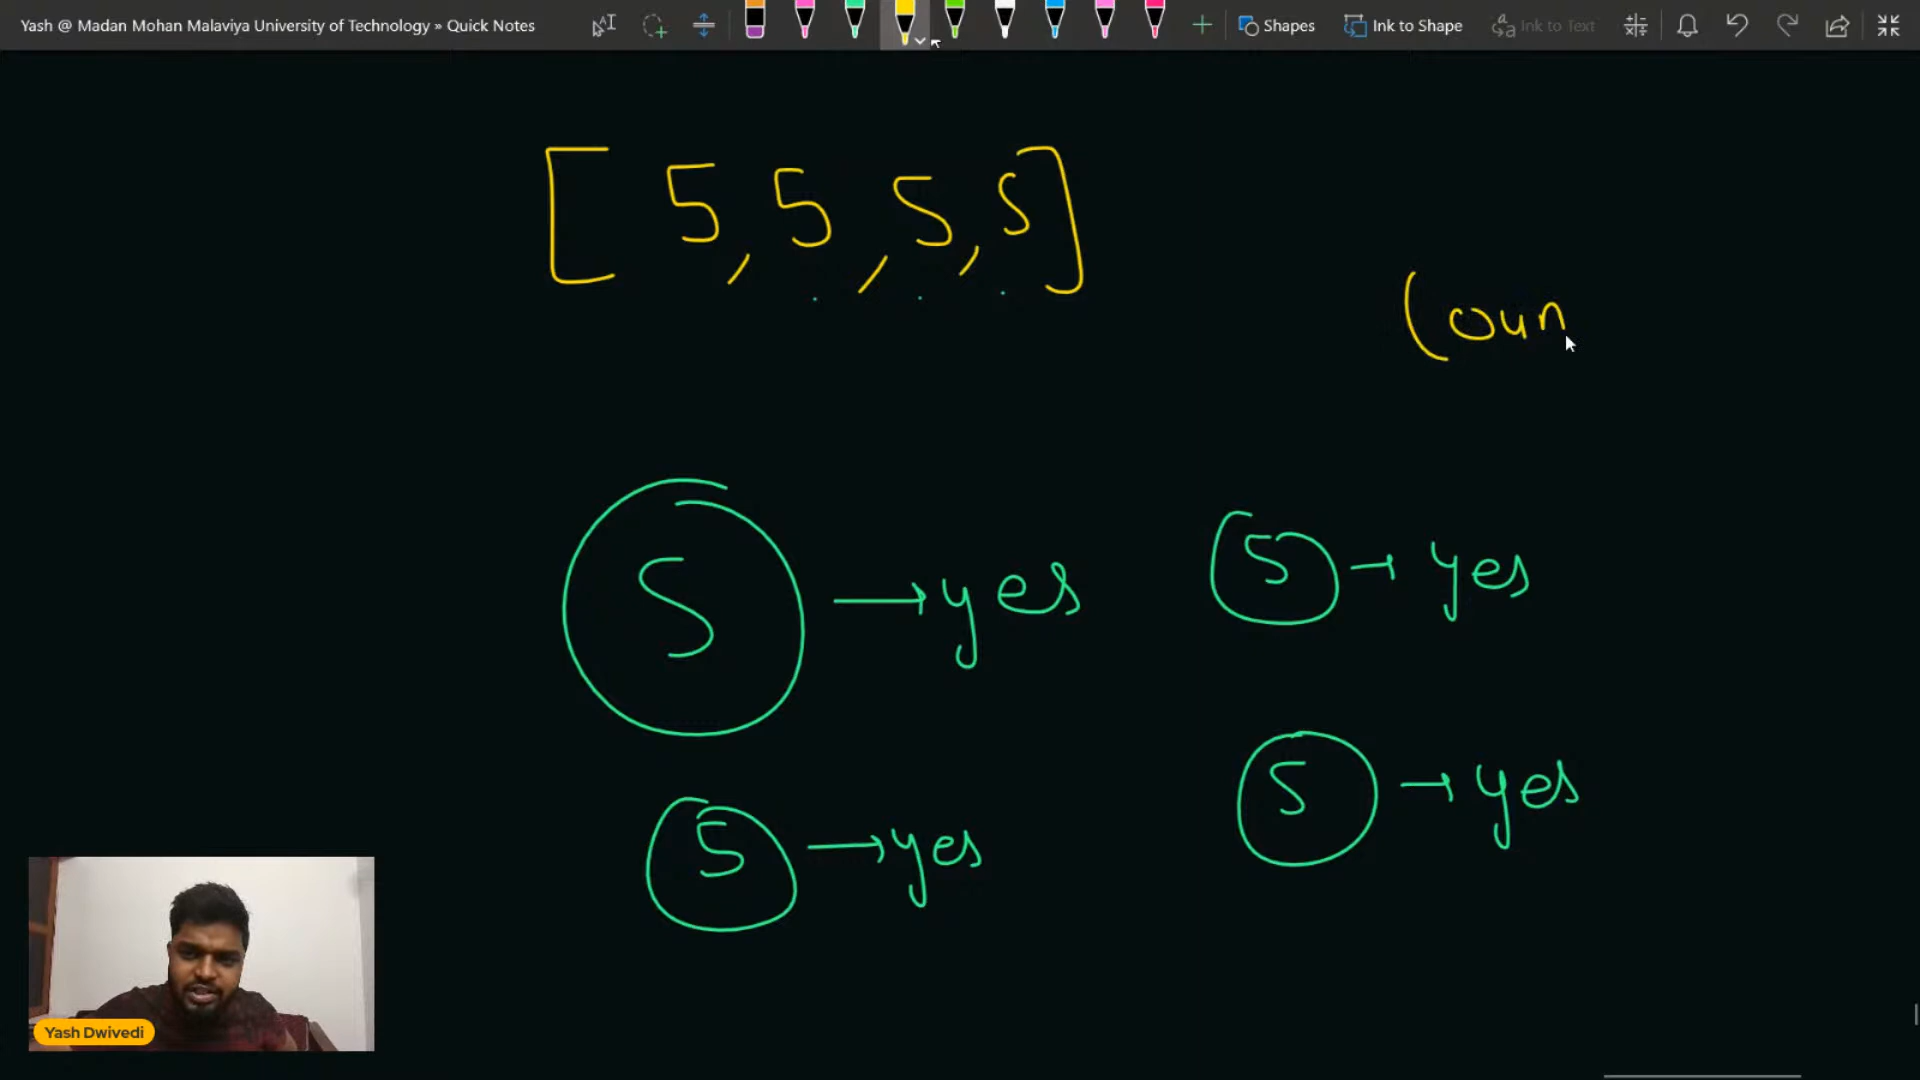 Yash @ Madan Mohan Malaviya University of Technology » Quick Notes
Shapes
Ink to Shape
Ink to Text
[ 5, 5, 5, 5 ]
Coun
5 → yes
5 → yes
5 → yes
5 → yes
Yash Dwivedi